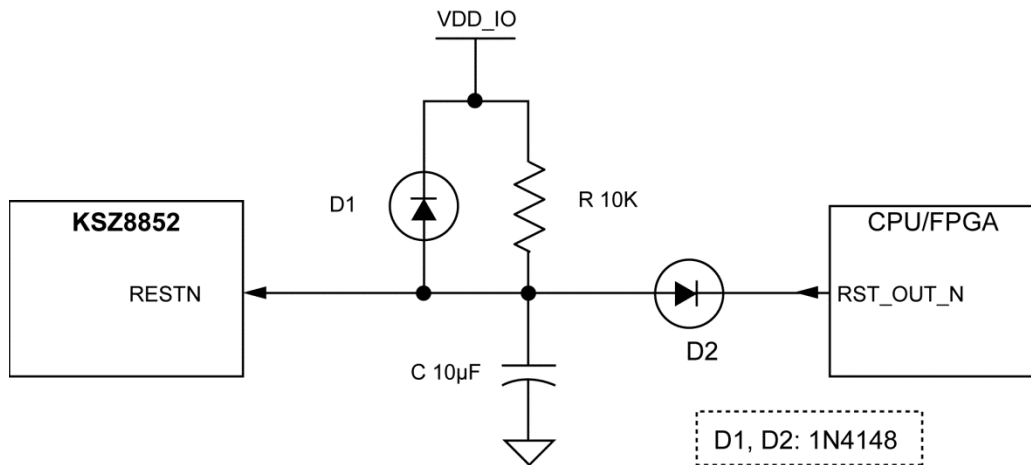 VDD_IO
D1
R 10K
KSZ8852
CPU/FPGA
RESTN
RST_OUT_N
D2
C 10µF
D1, D2: 1N4148